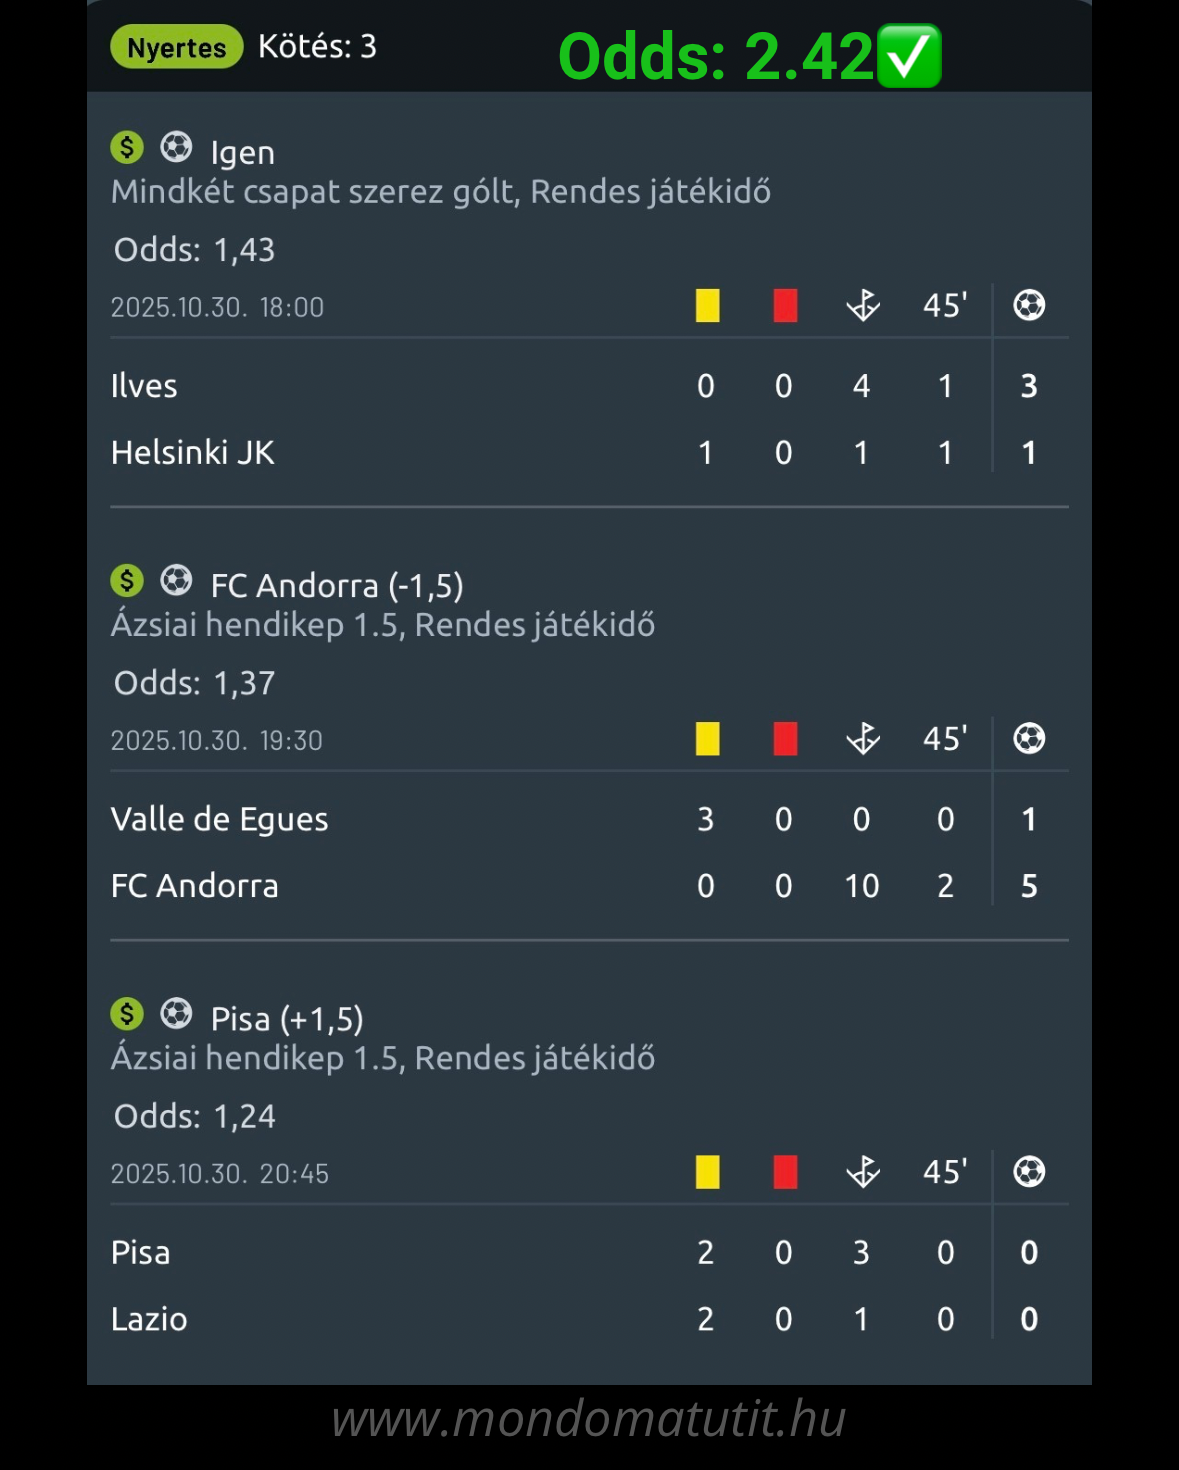 Nyertes Kötés: 3 Odds: 2.42✅
$ Igen
Mindkét csapat szerez gólt, Rendes játékidő
Odds: 1,43
2025.10.30. 18:00 45'
Ilves 0 0 4 1 3
Helsinki JK 1 0 1 1 1
$ FC Andorra (-1,5)
Ázsiai hendikep 1.5, Rendes játékidő
Odds: 1,37
2025.10.30. 19:30 45'
Valle de Egues 3 0 0 0 1
FC Andorra 0 0 10 2 5
$ Pisa (+1,5)
Ázsiai hendikep 1.5, Rendes játékidő
Odds: 1,24
2025.10.30. 20:45 45'
Pisa 2 0 3 0 0
Lazio 2 0 1 0 0
www.mondomatutit.hu